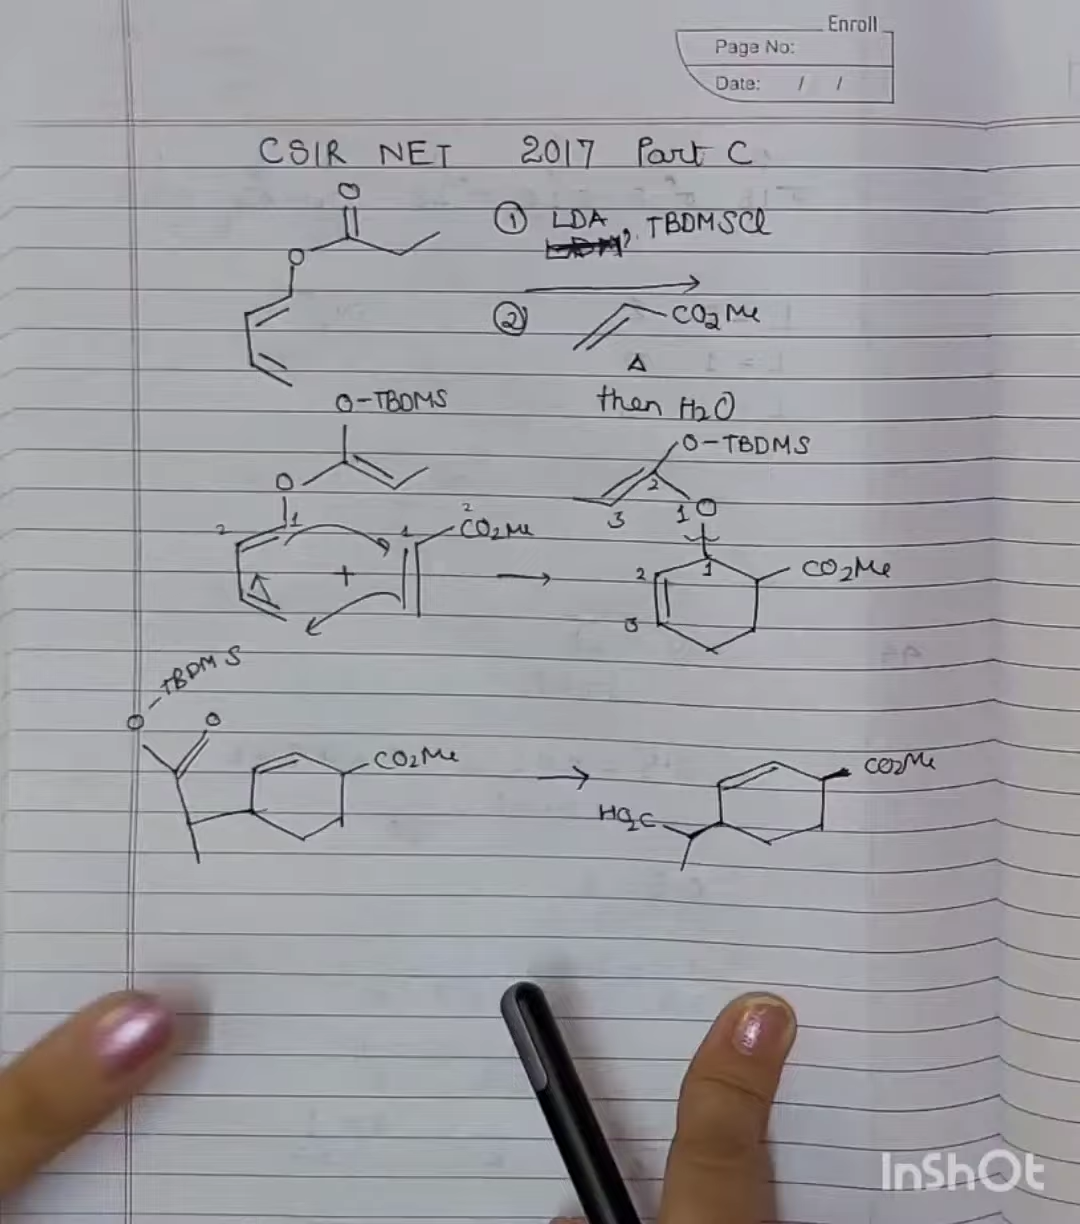 Enroll
Page No:
Date: / /
CSIR NET 2017 Part C
O
① LDA, TBDMSCl
O
② CO2Me
Δ
O-TBDMS then H2O
O-TBDMS
O 2
3 1 O
2 1 1 2 CO2Me
+
2 1 CO2Me
3
O-TBDMS
O
CO2Me CO2Me
HO2C
InShOt